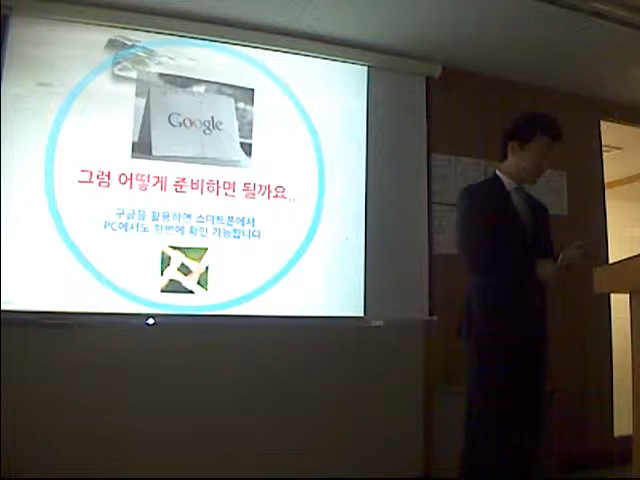 Google
그럼 어떻게 준비하면 될까요..
구글을 활용하면 스마트폰에서
PC에서도 한번에 확인 가능합니다